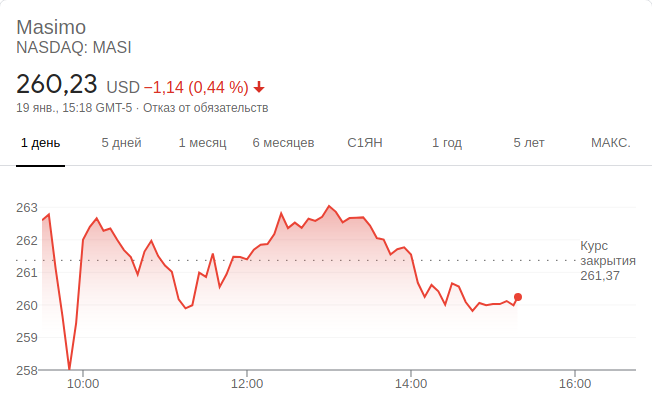 Masimo
NASDAQ: MASI
260,23 USD −1,14 (0,44 %)
19 янв., 15:18 GMT-5 · Отказ от обязательств
1 день 5 дней 1 месяц 6 месяцев С1ЯН 1 год 5 лет МАКС.
263
262
261
260
259
258
Курс
закрытия
261,37
10:00 12:00 14:00 16:00